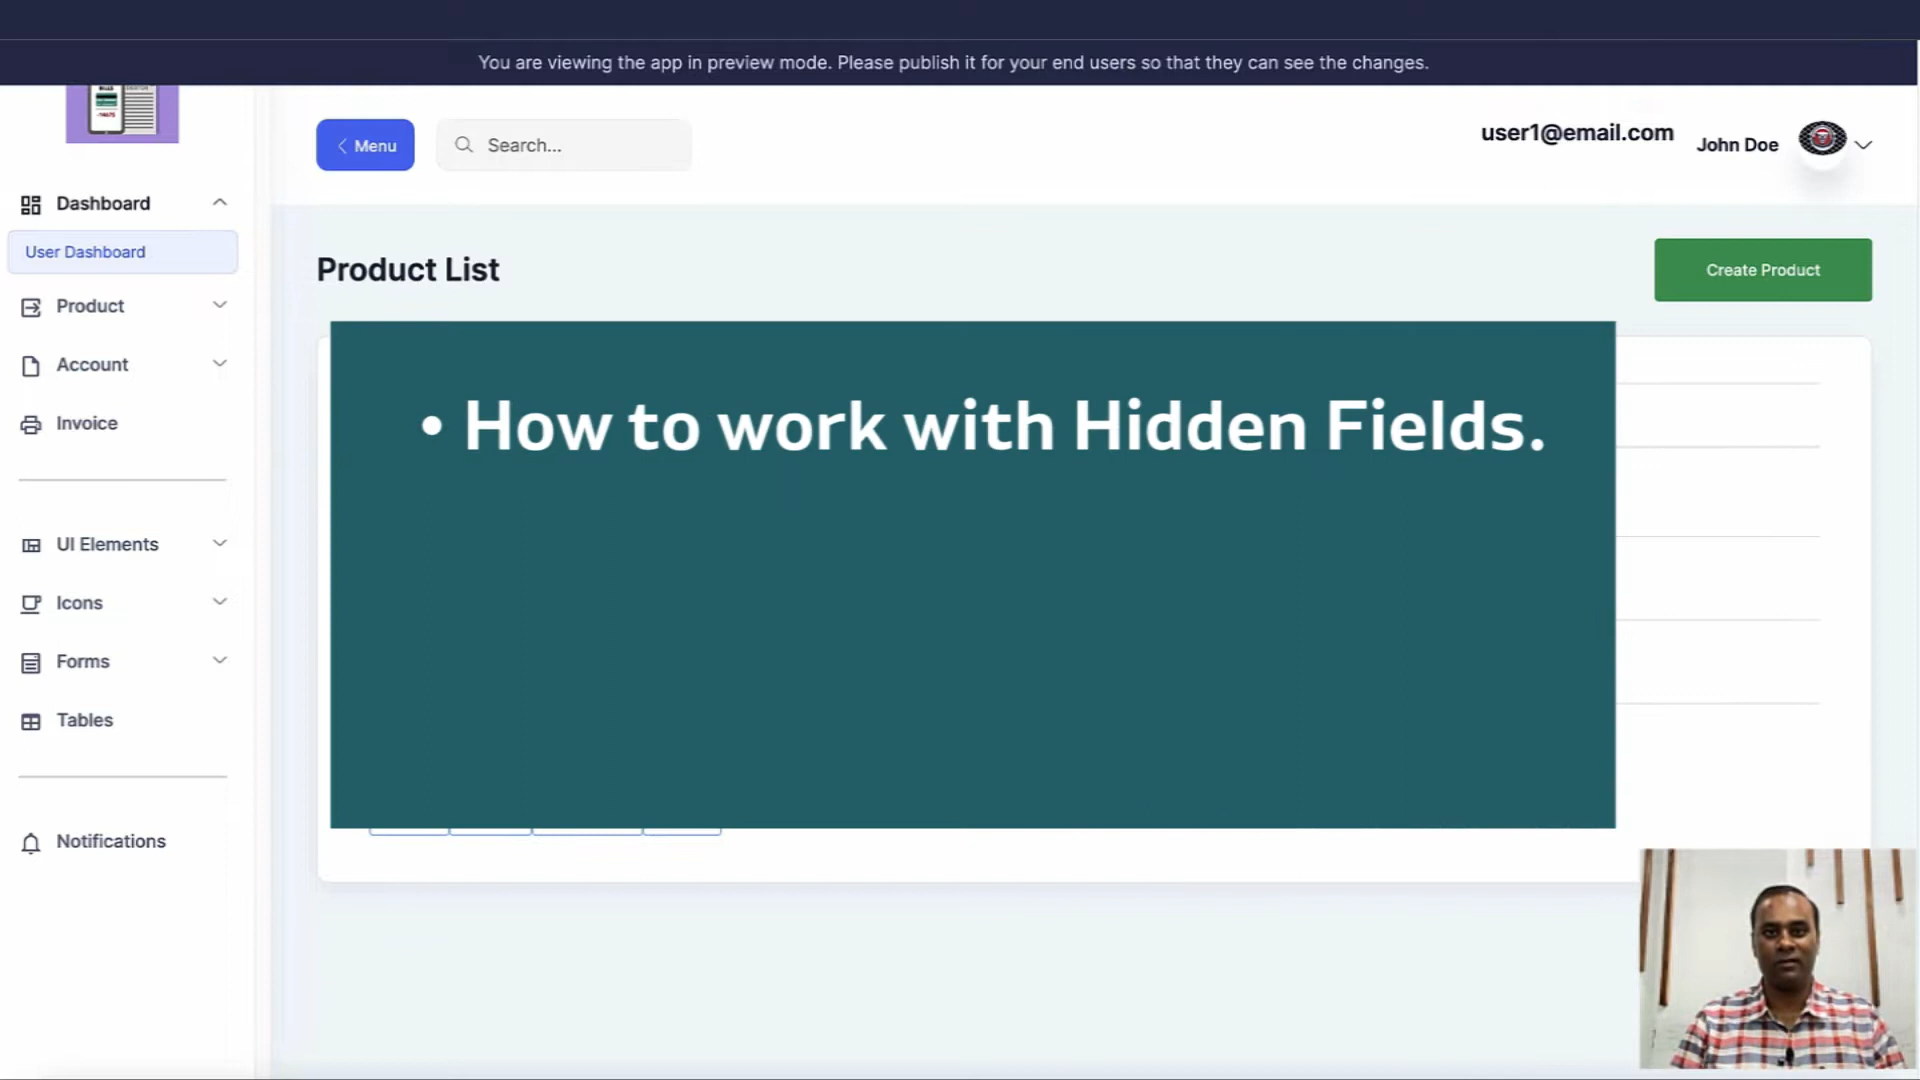 You are viewing the app in preview mode. Please publish it for your end users so that they can see the changes.
Menu
Search...
user1@email.com
John Doe
Dashboard
User Dashboard
Product
Account
Invoice
UI Elements
Icons
Forms
Tables
Notifications
Product List
Create Product
• How to work with Hidden Fields.